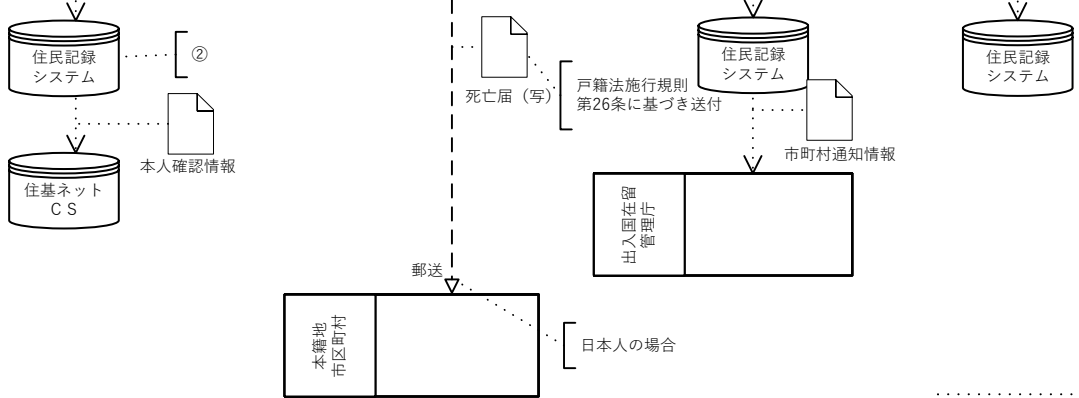 住民記録
システム
②
本人確認情報
住基ネット
ＣＳ
死亡届（写）
戸籍法施行規則
第26条に基づき送付
住民記録
システム
市町村通知情報
出入国在留
管理庁
住民記録
システム
郵送
本籍地
市区町村
日本人の場合